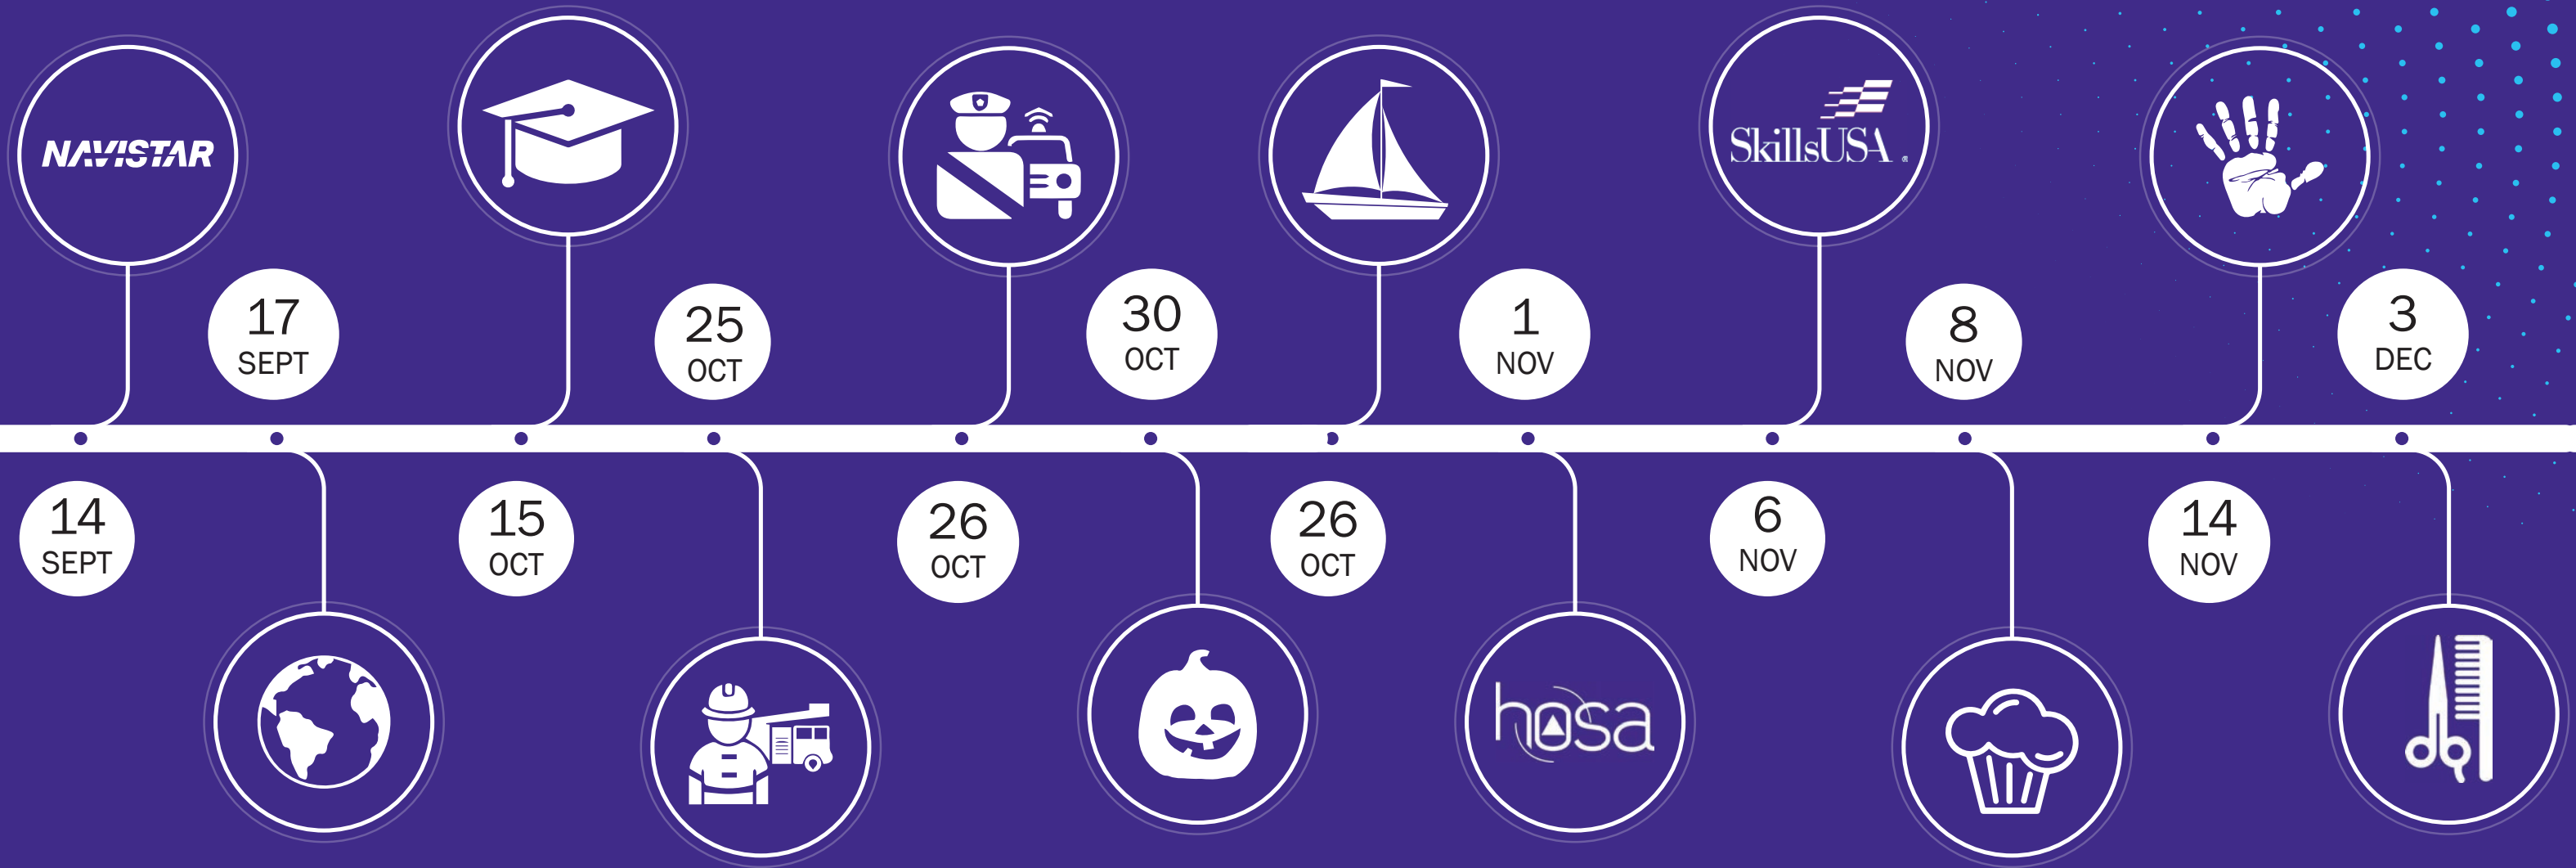 NAVISTAR
SkillsUSA
17
SEPT
25
OCT
30
OCT
1
NOV
8
NOV
3
DEC
14
SEPT
15
OCT
26
OCT
26
OCT
6
NOV
14
NOV
hosa